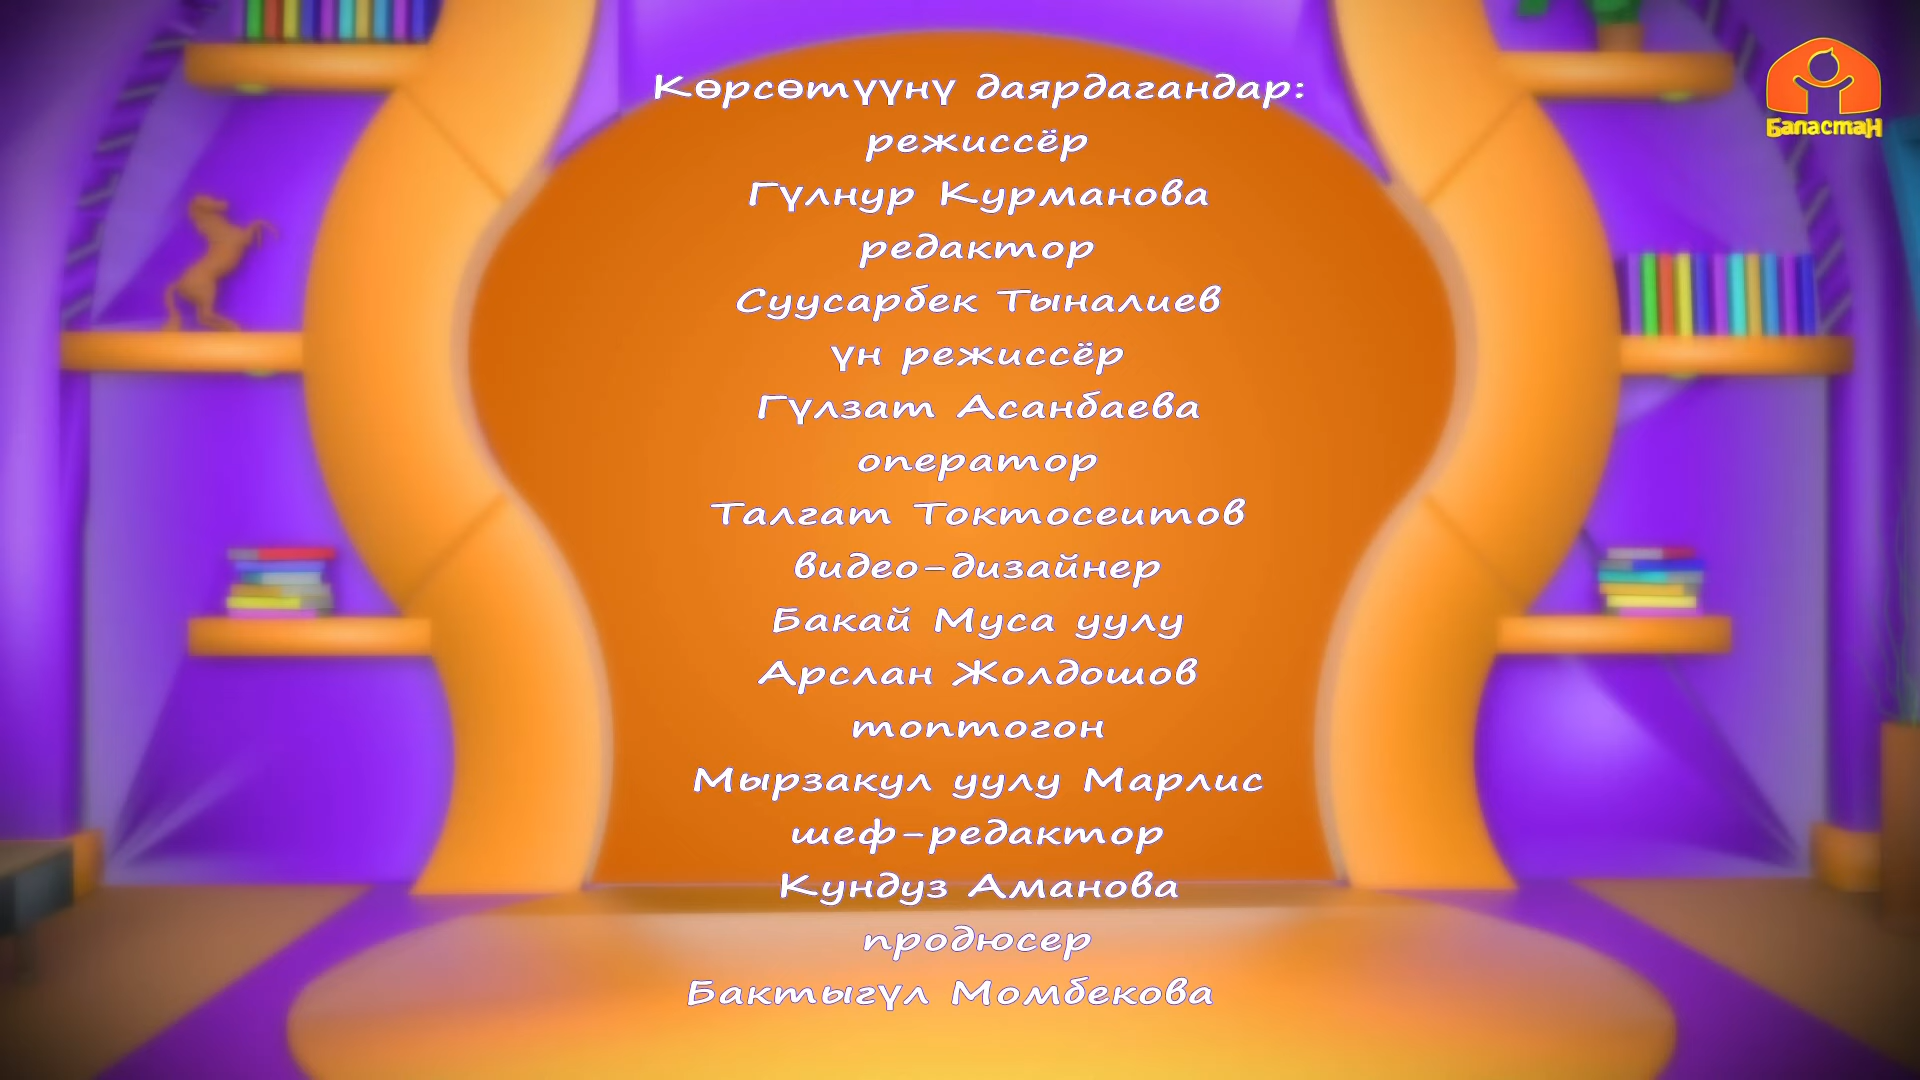 Көрсөтүүнү даярдагандар:
режиссёр
Гүлнур Курманова
редактор
Суусарбек Тыналиев
үн режиссёр
Гүлзат Асанбаева
оператор
Талгат Токтосеитов
видео-дизайнер
Бакай Муса уулу
Арслан Жолдошов
топтогон
Мырзакул уулу Марлис
шеф-редактор
Кундуз Аманова
продюсер
Бактыгүл Момбекова
Баластан